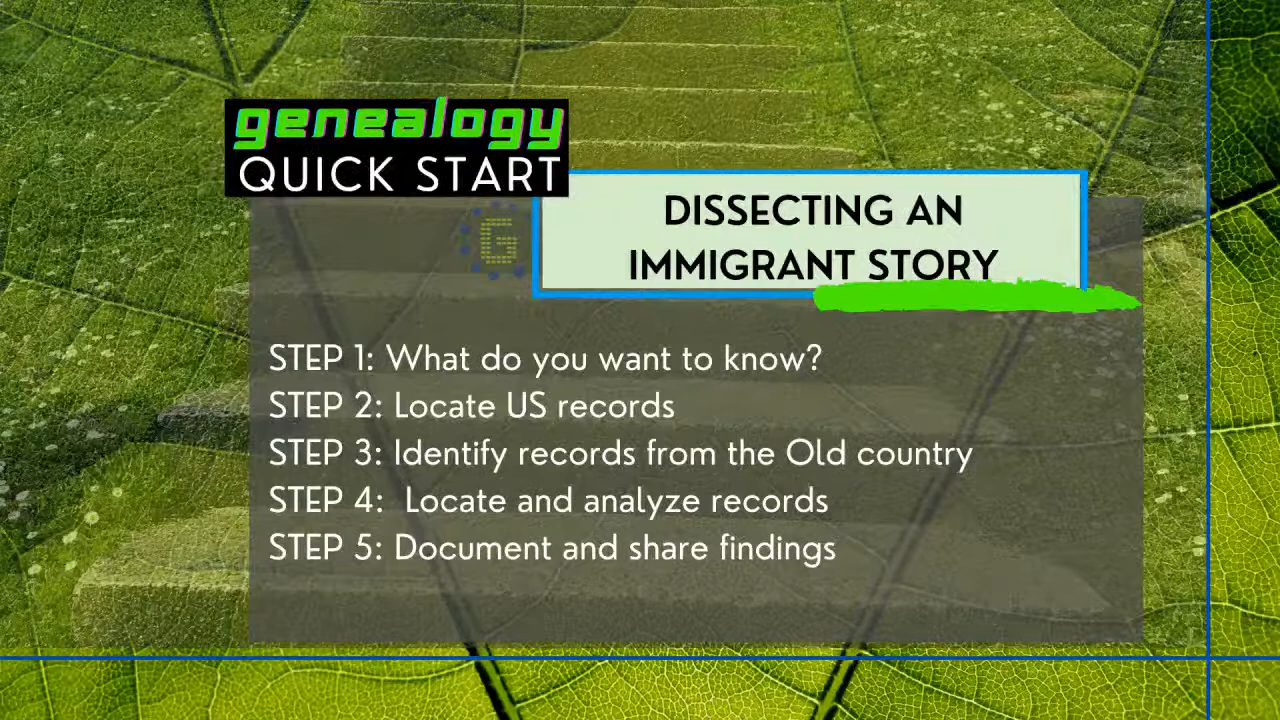 genealogy
QUICK START
DISSECTING AN
IMMIGRANT STORY
G
STEP 1: What do you want to know?
STEP 2: Locate US records
STEP 3: Identify records from the Old country
STEP 4: Locate and analyze records
STEP 5: Document and share findings